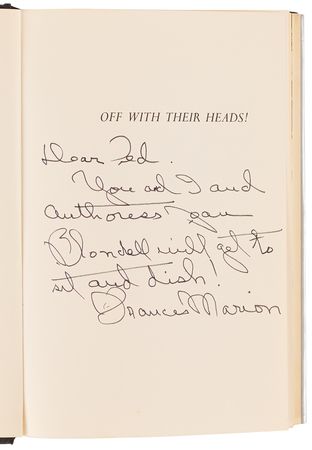 OFF WITH THEIR HEADS!
Dear Ted.
You and I and
authoress Joan
Blondell will get to
sit and dish.
Frances Marion